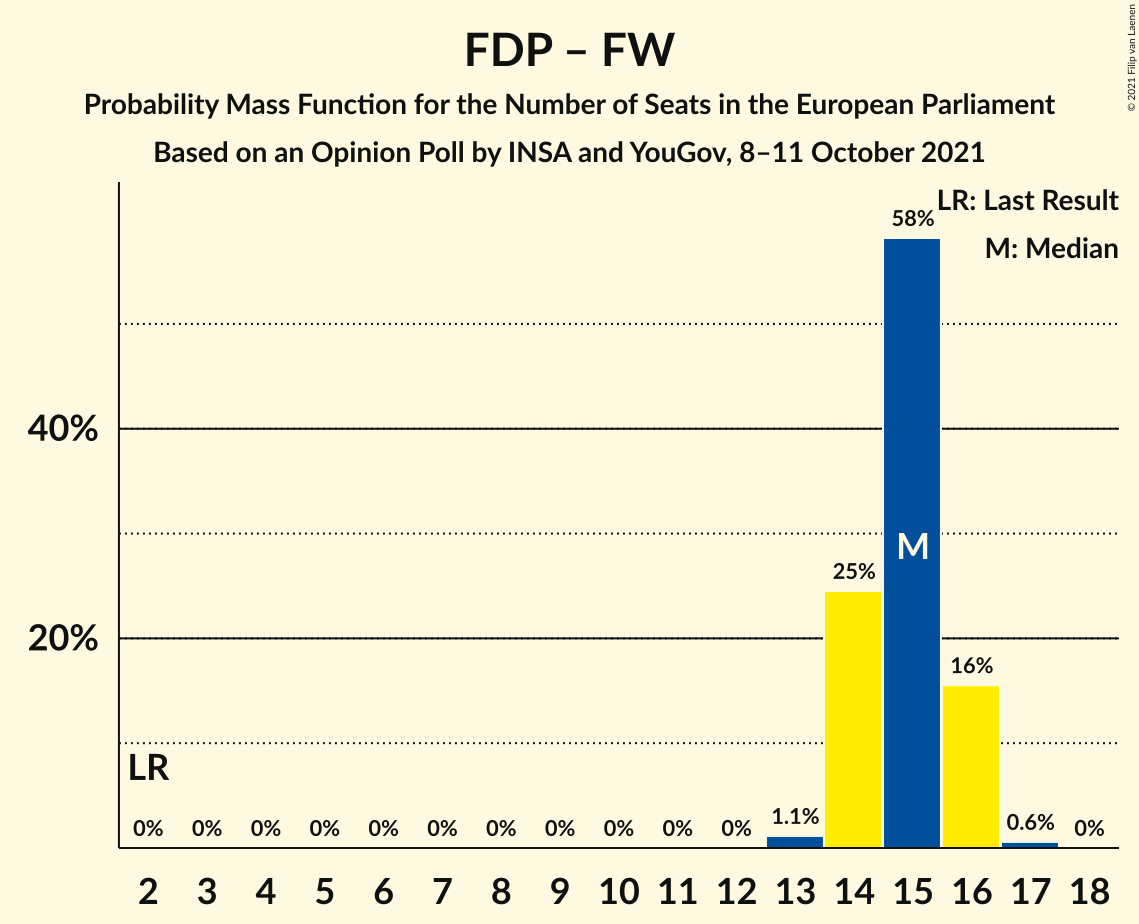 FDP – FW
Probability Mass Function for the Number of Seats in the European Parliament
Based on an Opinion Poll by INSA and YouGov, 8–11 October 2021
© 2021 Filip van Laenen
LR: Last Result
M: Median
40%
20%
LR
M
0%
0%
0%
0%
0%
0%
0%
0%
0%
0%
0%
1.1%
25%
58%
16%
0.6%
0%
2 3 4 5 6 7 8 9 10 11 12 13 14 15 16 17 18